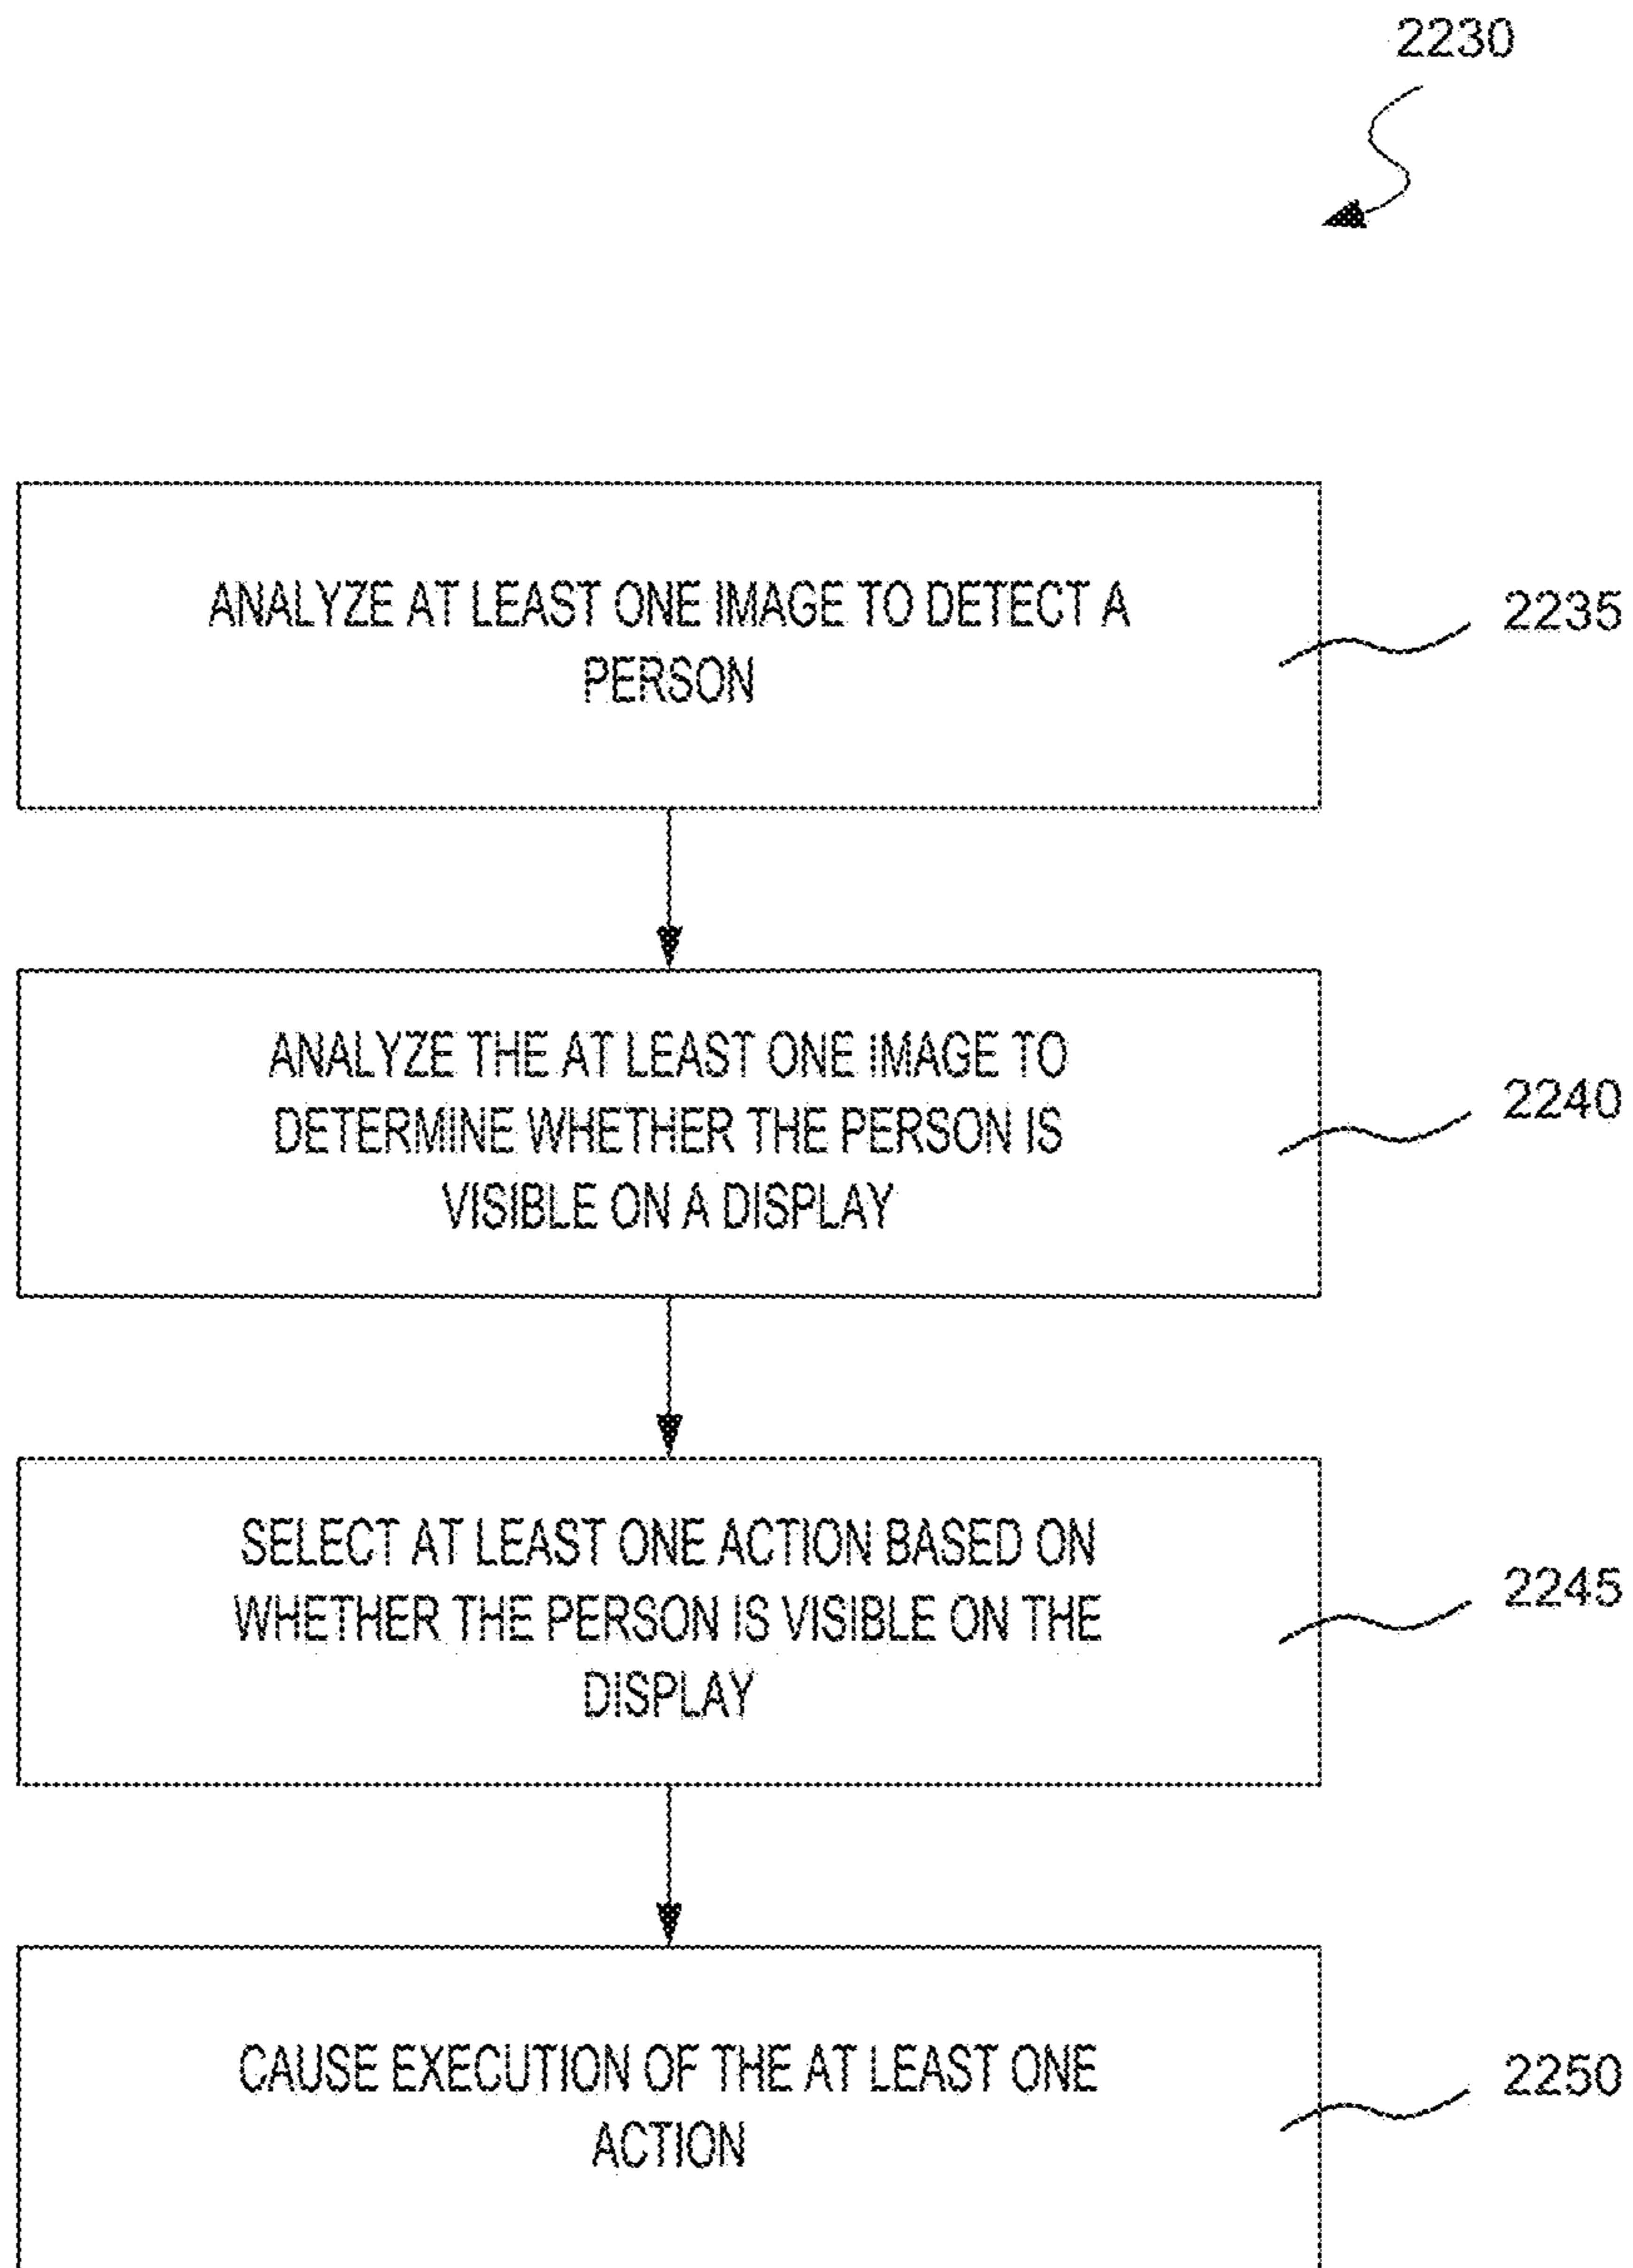 2230
ANALYZE AT LEAST ONE IMAGE TO DETECT A
PERSON
2235
ANALYZE THE AT LEAST ONE IMAGE TO
DETERMINE WHETHER THE PERSON IS
VISIBLE ON A DISPLAY
2240
SELECT AT LEAST ONE ACTION BASED ON
WHETHER THE PERSON IS VISIBLE ON THE
DISPLAY
2245
CAUSE EXECUTION OF THE AT LEAST ONE
ACTION
2250